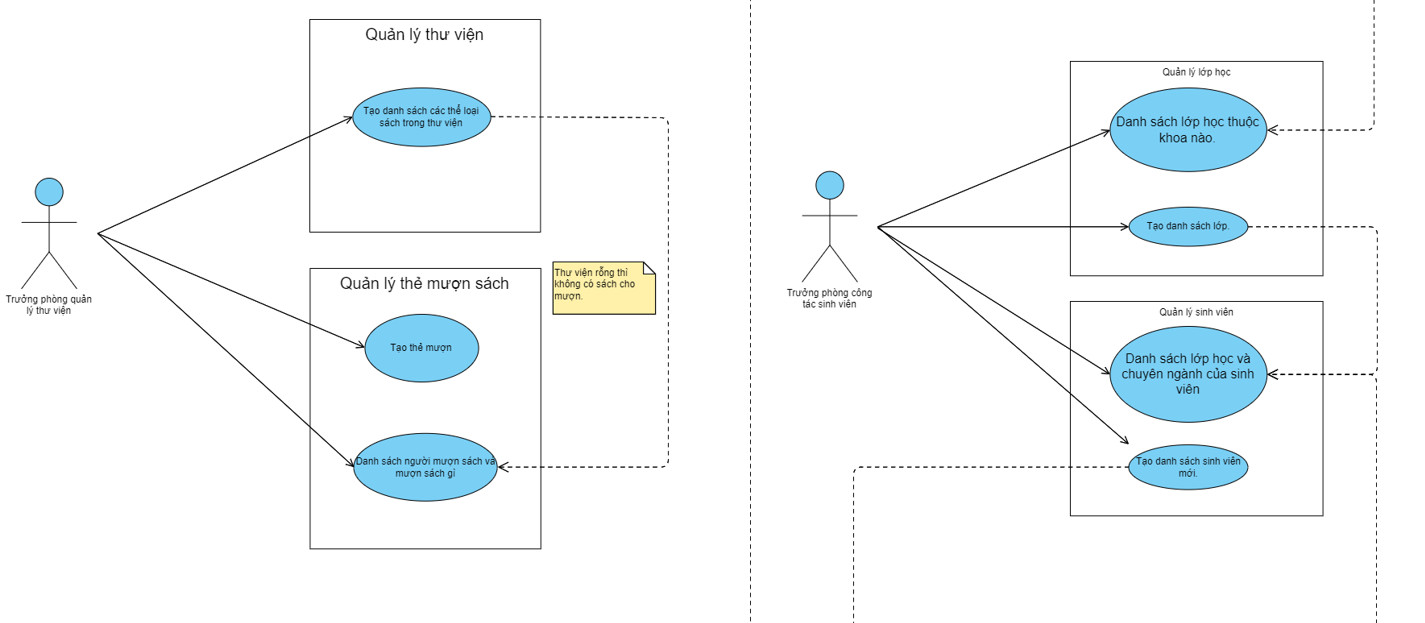 Quản lý thư viện
Tạo danh sách các thể loại
sách trong thư viện
Trưởng phòng quản
lý thư viện
Quản lý thẻ mượn sách
Thư viện rỗng thí
không cò sách cho
mượn.
Tạo thẻ mượn
Danh sách người mượn sách và
mượn sách gì
Quản lý lớp học
Danh sách lớp học thuộc
khoa nào.
Tạo danh sách lớp.
Trưởng phòng công
tác sinh viên
Quản lý sinh viên
Danh sách lớp học và
chuyên ngành của sinh
viên
Tạo danh sách sinh viên
mới.